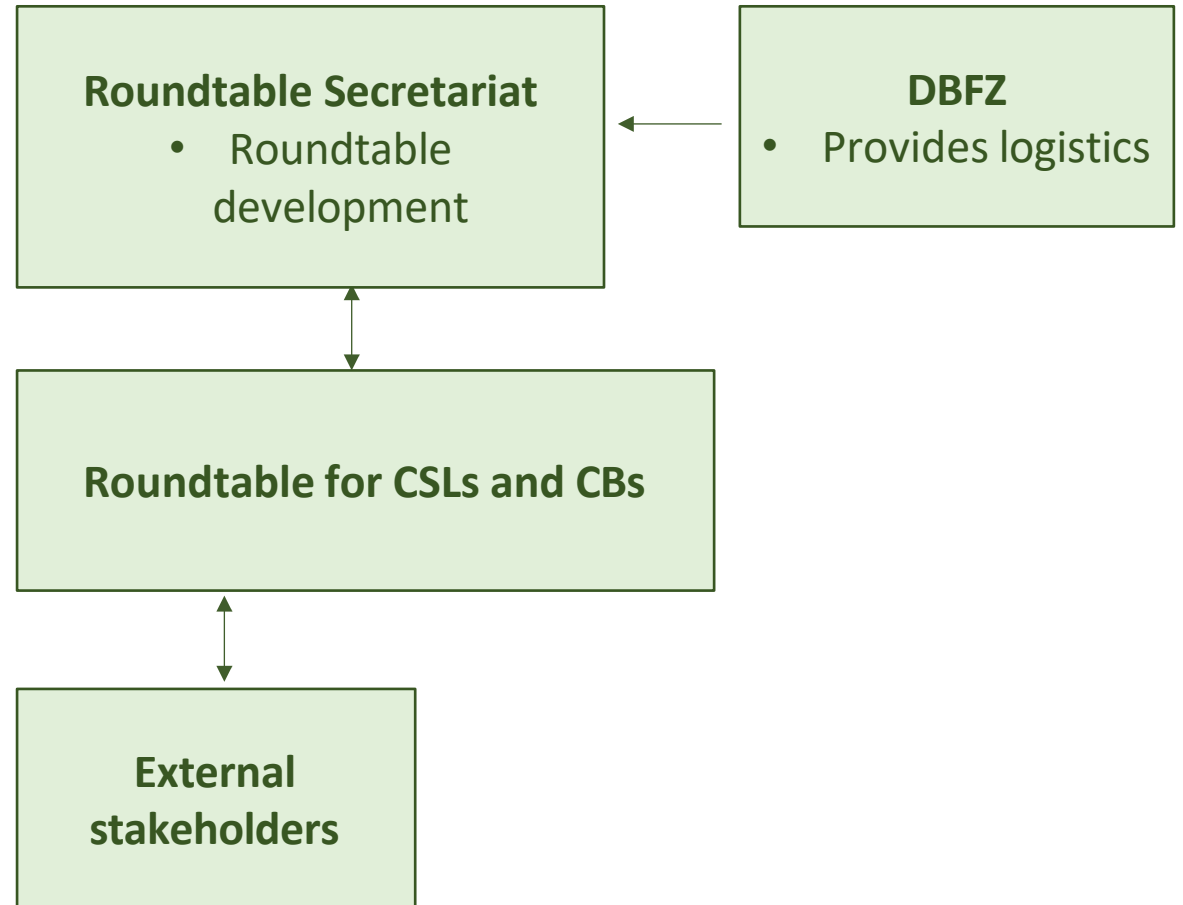 Roundtable Secretariat
• Roundtable
development
DBFZ
• Provides logistics
Roundtable for CSLs and CBs
External
stakeholders